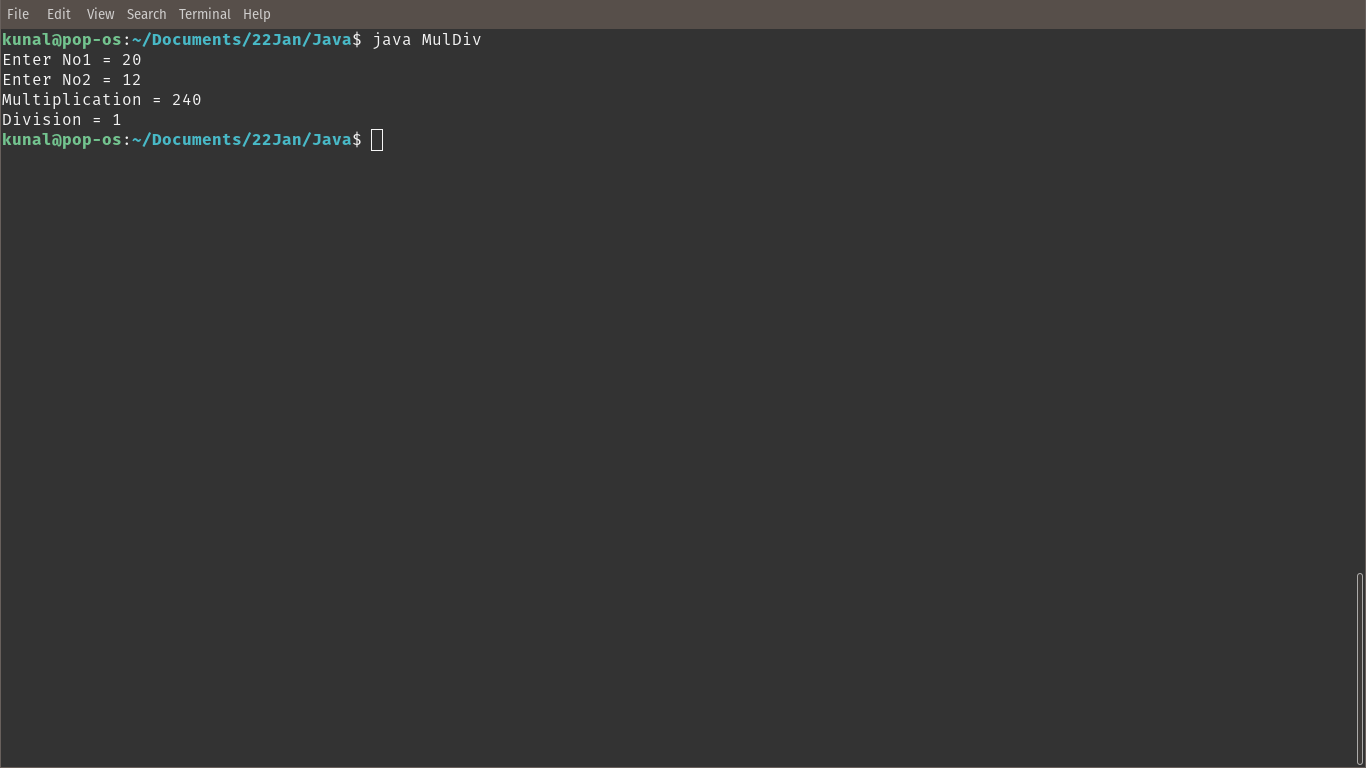 File Edit View Search Terminal Help
kunal@pop-os:~/Documents/22Jan/Java$ java MulDiv
Enter No1 = 20
Enter No2 = 12
Multiplication = 240
Division = 1
kunal@pop-os:~/Documents/22Jan/Java$